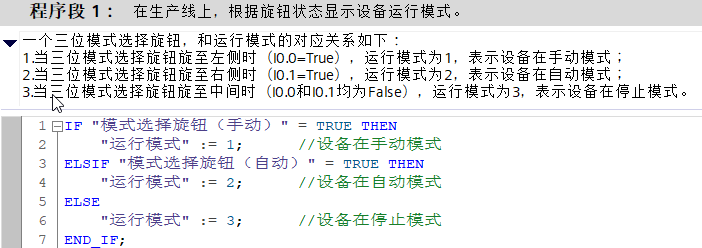 程序段 1： 在生产线上，根据旋钮状态显示设备运行模式。
一个三位模式选择旋钮，和运行模式的对应关系如下：
1.当三位模式选择旋钮旋至左侧时（I0.0=True），运行模式为1，表示设备在手动模式；
2.当三位模式选择旋钮旋至右侧时（I0.1=True），运行模式为2，表示设备在自动模式；
3.当三位模式选择旋钮旋至中间时（I0.0和I0.1均为False），运行模式为3，表示设备在停止模式。
1 IF "模式选择旋钮（手动）" = TRUE THEN
2 "运行模式" := 1; //设备在手动模式
3 ELSIF "模式选择旋钮（自动）" = TRUE THEN
4 "运行模式" := 2; //设备在自动模式
5 ELSE
6 "运行模式" := 3; //设备在停止模式
7 END_IF;